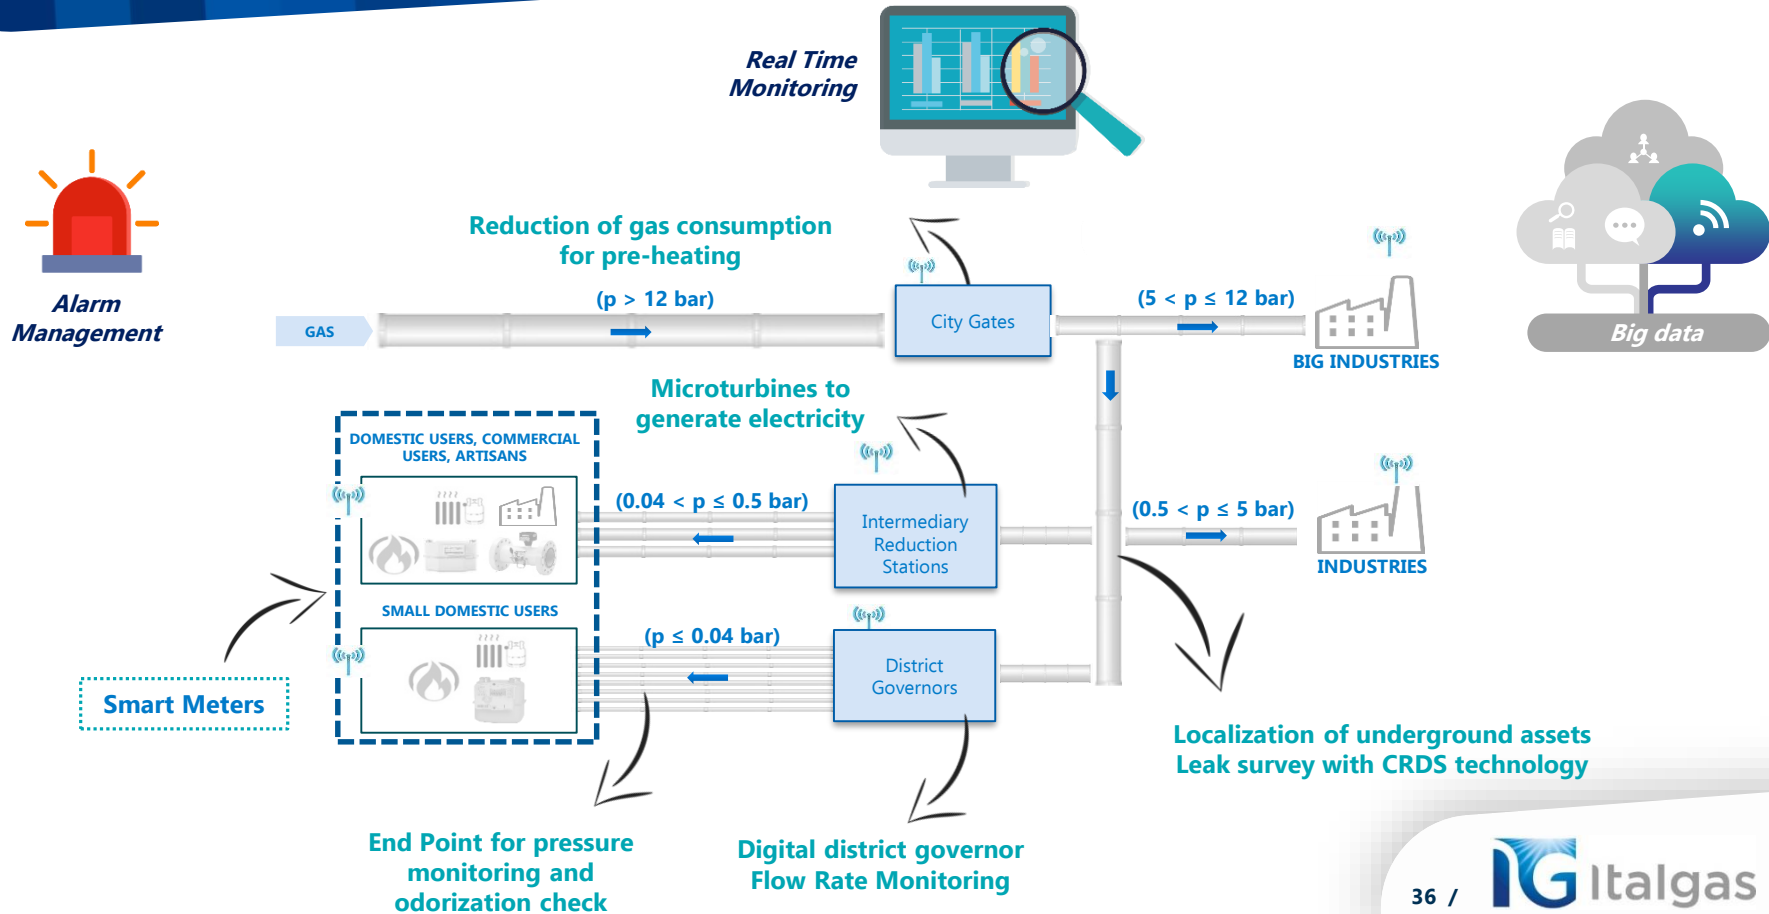 Real Time
Monitoring
Alarm
Management
Reduction of gas consumption
for pre-heating
(p > 12 bar)
GAS
City Gates
(5 < p ≤ 12 bar)
BIG INDUSTRIES
Big data
Microturbines to
generate electricity
DOMESTIC USERS, COMMERCIAL
USERS, ARTISANS
(0.04 < p ≤ 0.5 bar)
Intermediary
Reduction
Stations
(0.5 < p ≤ 5 bar)
INDUSTRIES
SMALL DOMESTIC USERS
(p ≤ 0.04 bar)
District
Governors
Smart Meters
Localization of underground assets
Leak survey with CRDS technology
End Point for pressure
monitoring and
odorization check
Digital district governor
Flow Rate Monitoring
36 /
IG Italgas